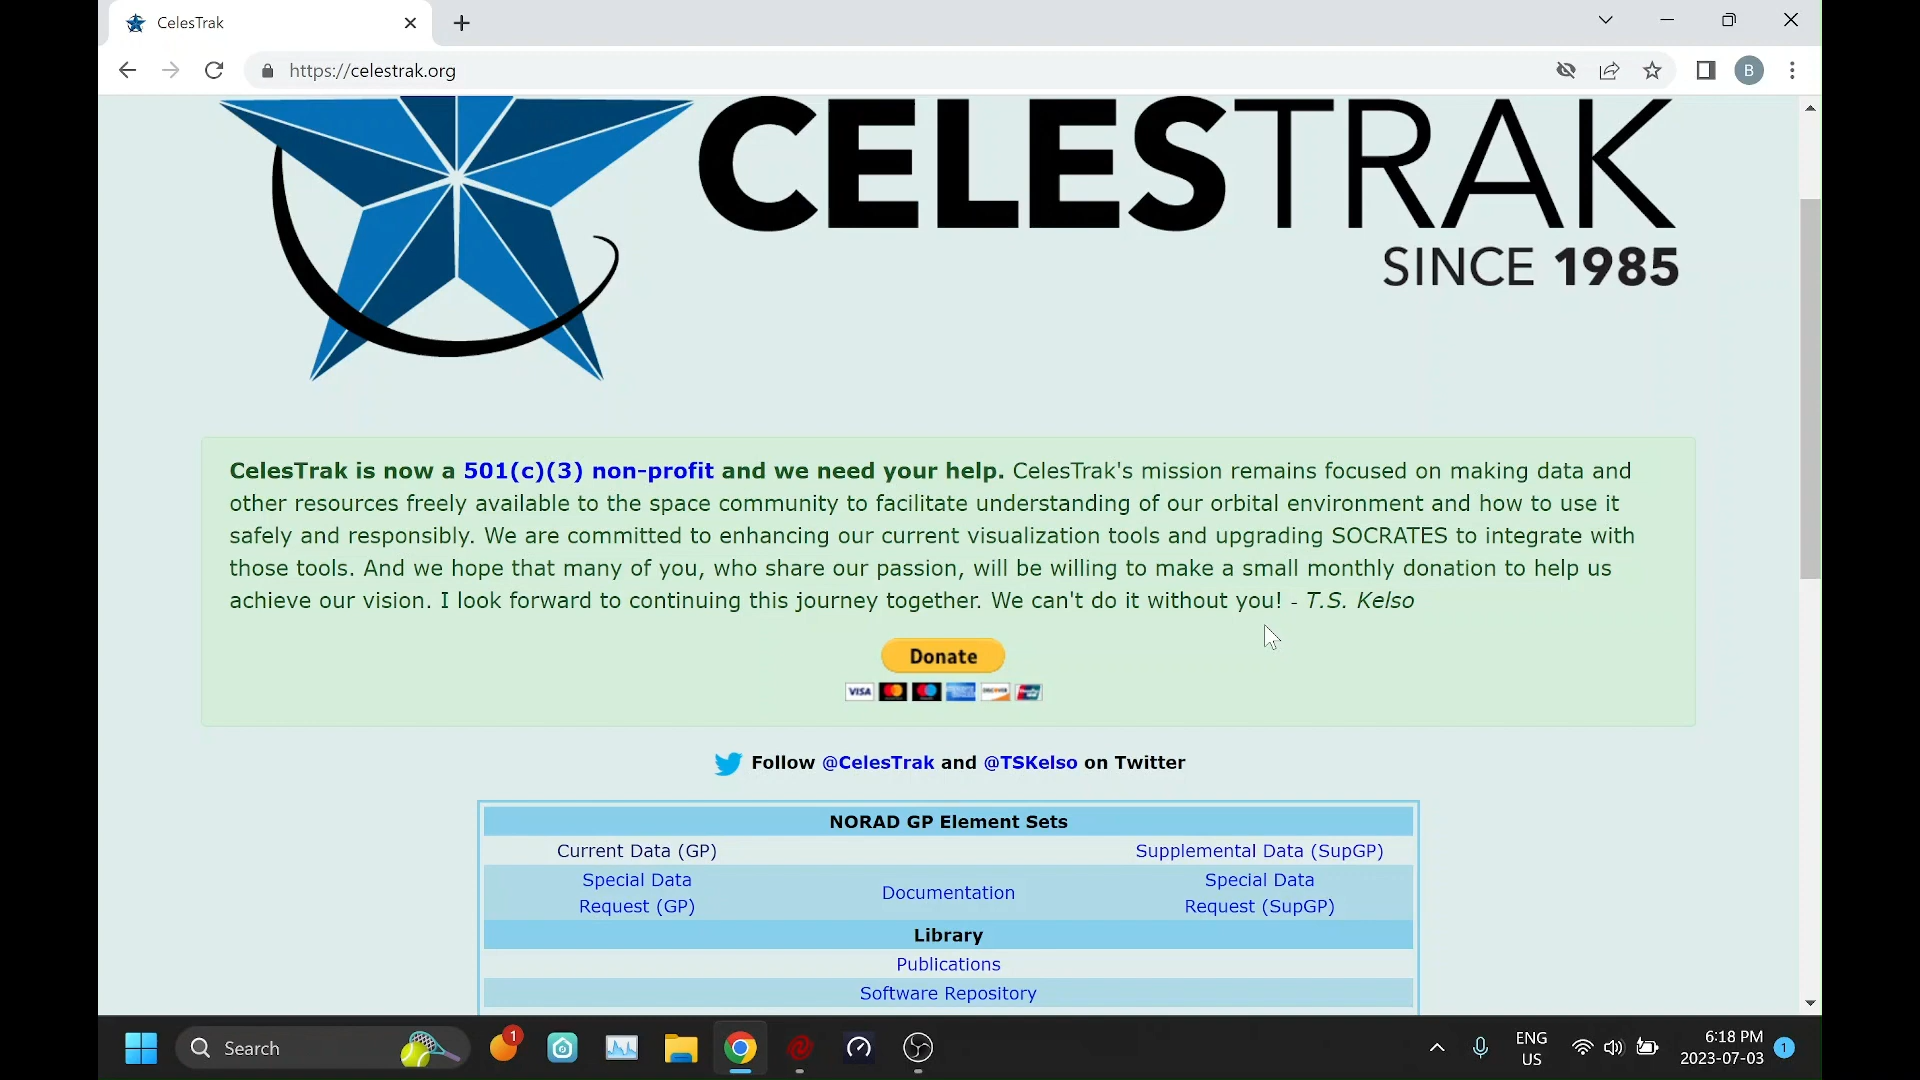 CelesTrak
https://celestrak.org
B
CELESTRAK
SINCE 1985
CelesTrak is now a 501(c)(3) non-profit and we need your help. CelesTrak's mission remains focused on making data and
other resources freely available to the space community to facilitate understanding of our orbital environment and how to use it
safely and responsibly. We are committed to enhancing our current visualization tools and upgrading SOCRATES to integrate with
those tools. And we hope that many of you, who share our passion, will be willing to make a small monthly donation to help us
achieve our vision. I look forward to continuing this journey together. We can't do it without you! - T.S. Kelso
Donate
VISA
DISCOVER
Follow @CelesTrak and @TSKelso on Twitter
NORAD GP Element Sets
Current Data (GP)
Supplemental Data (SupGP)
Special Data
Request (GP)
Documentation
Special Data
Request (SupGP)
Library
Publications
Software Repository
Search
1
ENG
US
6:18 PM
2023-07-03
1